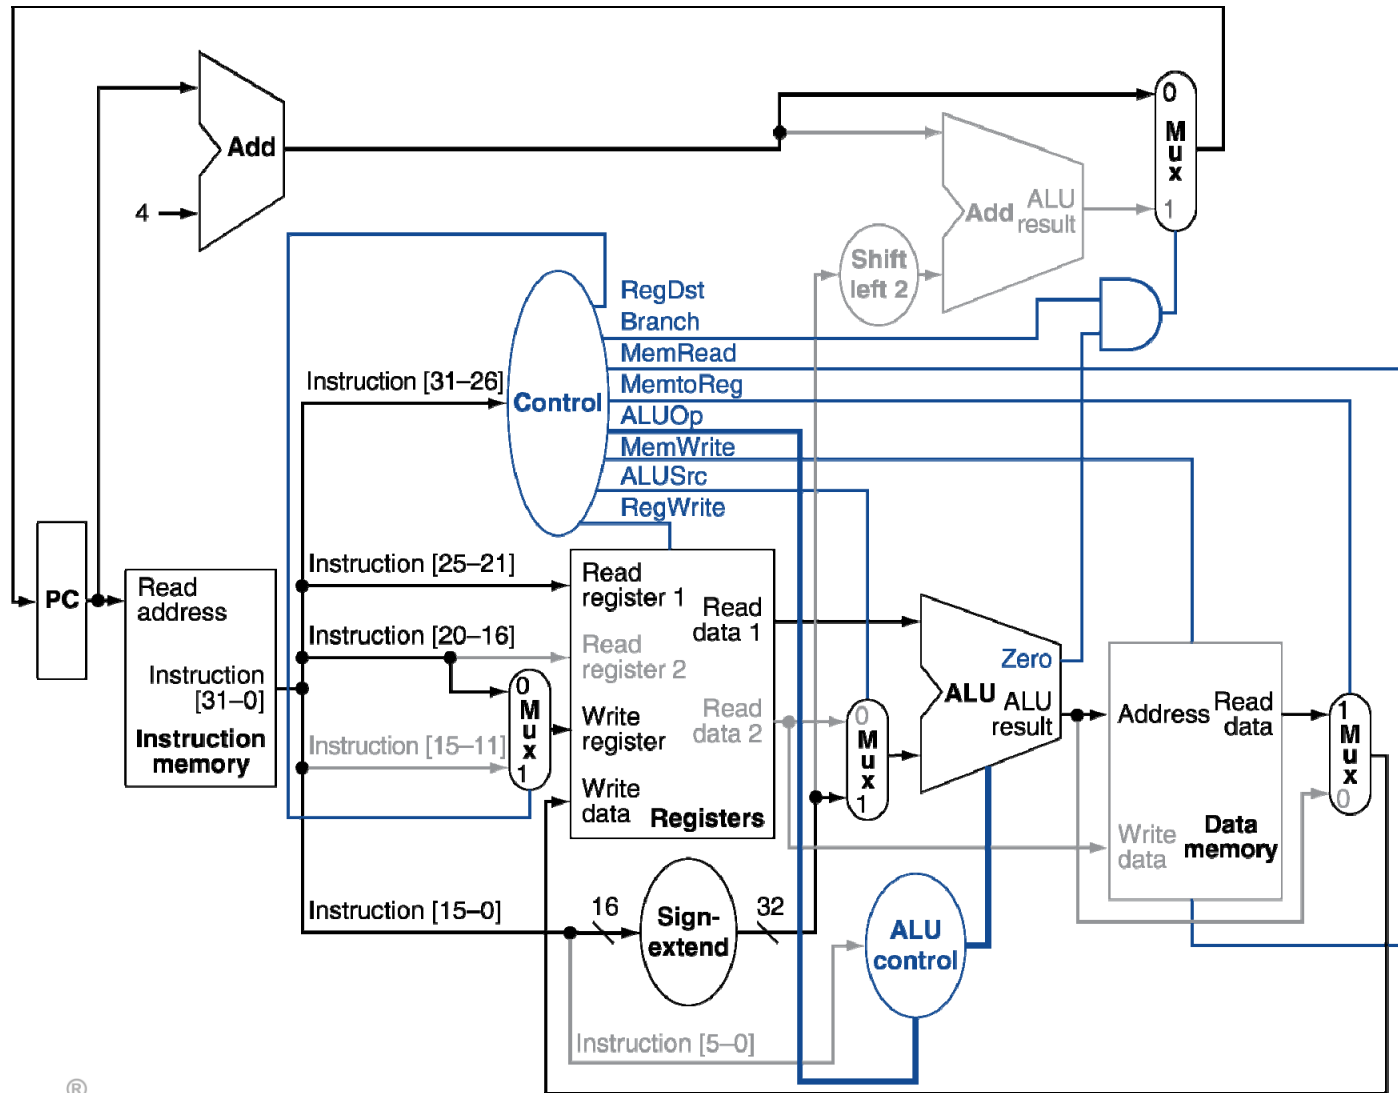 0
M
u
x
1
Add
4
Add
ALU
result
Shift
left 2
RegDst
Branch
MemRead
MemtoReg
ALUOp
MemWrite
ALUSrc
RegWrite
Instruction [31–26]
Control
PC
Read
address
Instruction
[31–0]
Instruction
memory
Instruction [25–21]
Instruction [20–16]
Instruction [15–11]
0
M
u
x
1
Read
register 1
Read
register 2
Write
register
Write
data
Read
data 1
Read
data 2
Registers
0
M
u
x
1
Zero
ALU
ALU
result
Address
Read
data
Write
data
Data
memory
1
M
u
x
0
Instruction [15–0]
16
Sign-
extend
32
ALU
control
Instruction [5–0]
®